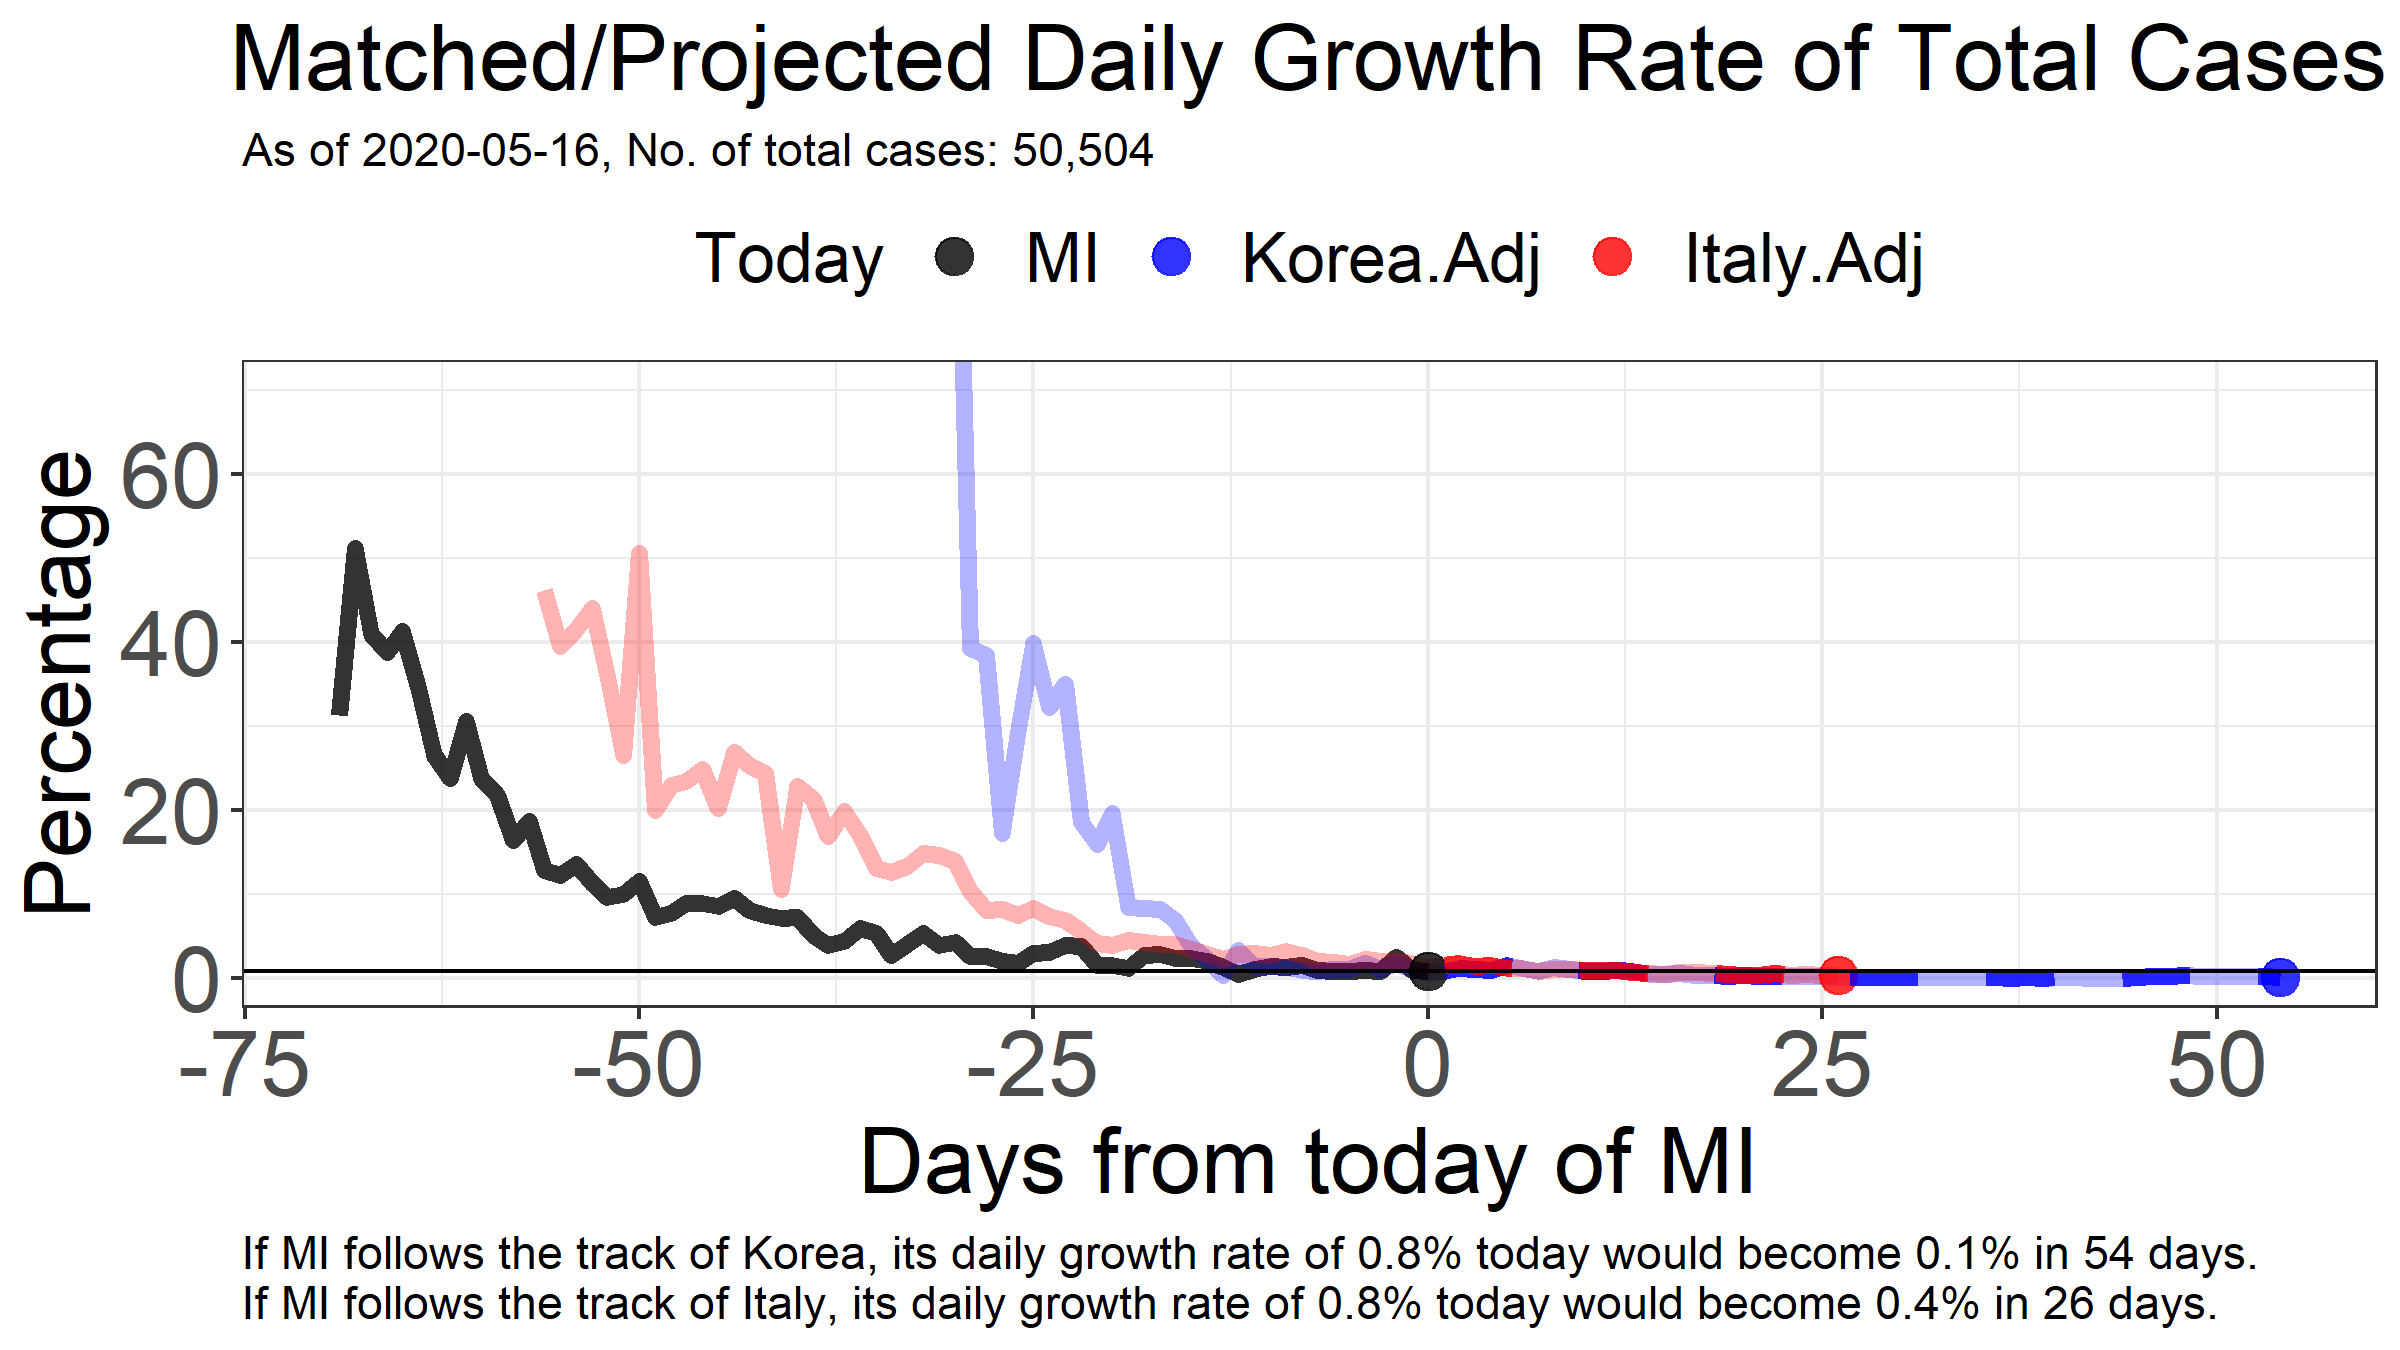 Matched/Projected Daily Growth Rate of Total Cases
As of 2020-05-16, No. of total cases: 50,504
Today MI Korea.Adj Italy.Adj
Percentage
60
40
20
0
-75 -50 -25 0 25 50
Days from today of MI
If MI follows the track of Korea, its daily growth rate of 0.8% today would become 0.1% in 54 days.
If MI follows the track of Italy, its daily growth rate of 0.8% today would become 0.4% in 26 days.